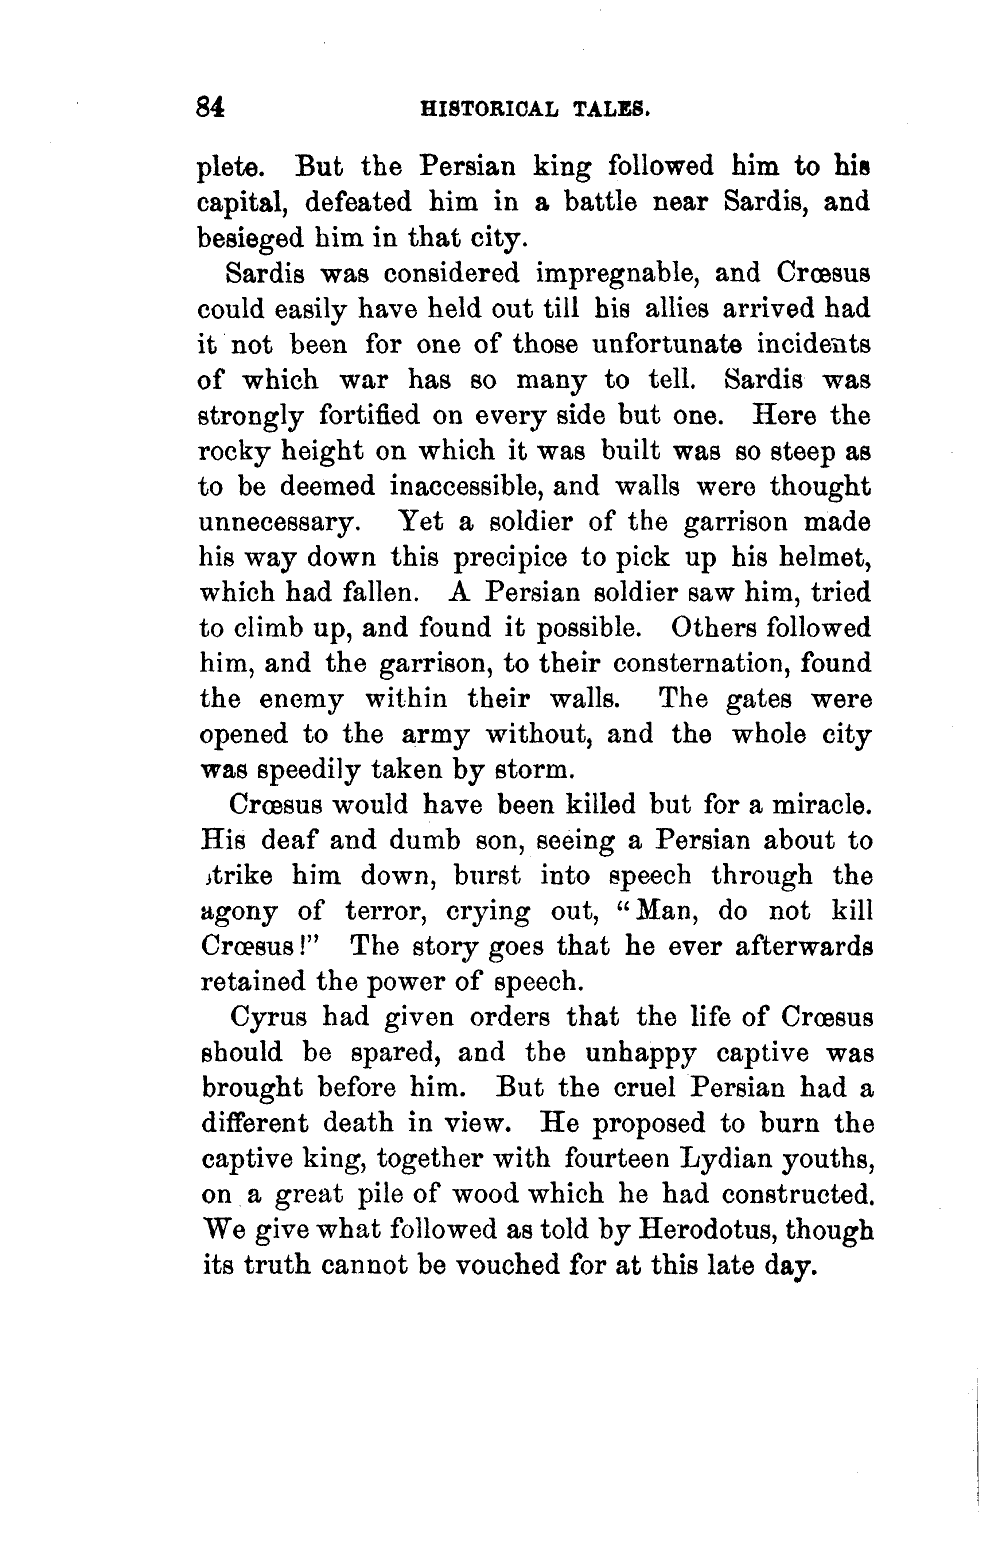 84 HISTORICAL TALES.
plete. But the Persian king followed him to his
capital, defeated him in a battle near Sardis, and
besieged him in that city.
Sardis was considered impregnable, and Crœsus
could easily have held out till his allies arrived had
it not been for one of those unfortunate incidents
of which war has so many to tell. Sardis was
strongly fortified on every side but one. Here the
rocky height on which it was built was so steep as
to be deemed inaccessible, and walls were thought
unnecessary. Yet a soldier of the garrison made
his way down this precipice to pick up his helmet,
which had fallen. A Persian soldier saw him, tried
to climb up, and found it possible. Others followed
him, and the garrison, to their consternation, found
the enemy within their walls. The gates were
opened to the army without, and the whole city
was speedily taken by storm.
Crœsus would have been killed but for a miracle.
His deaf and dumb son, seeing a Persian about to
strike him down, burst into speech through the
agony of terror, crying out, “Man, do not kill
Crœsus!” The story goes that he ever afterwards
retained the power of speech.
Cyrus had given orders that the life of Crœsus
should be spared, and the unhappy captive was
brought before him. But the cruel Persian had a
different death in view. He proposed to burn the
captive king, together with fourteen Lydian youths,
on a great pile of wood which he had constructed.
We give what followed as told by Herodotus, though
its truth cannot be vouched for at this late day.